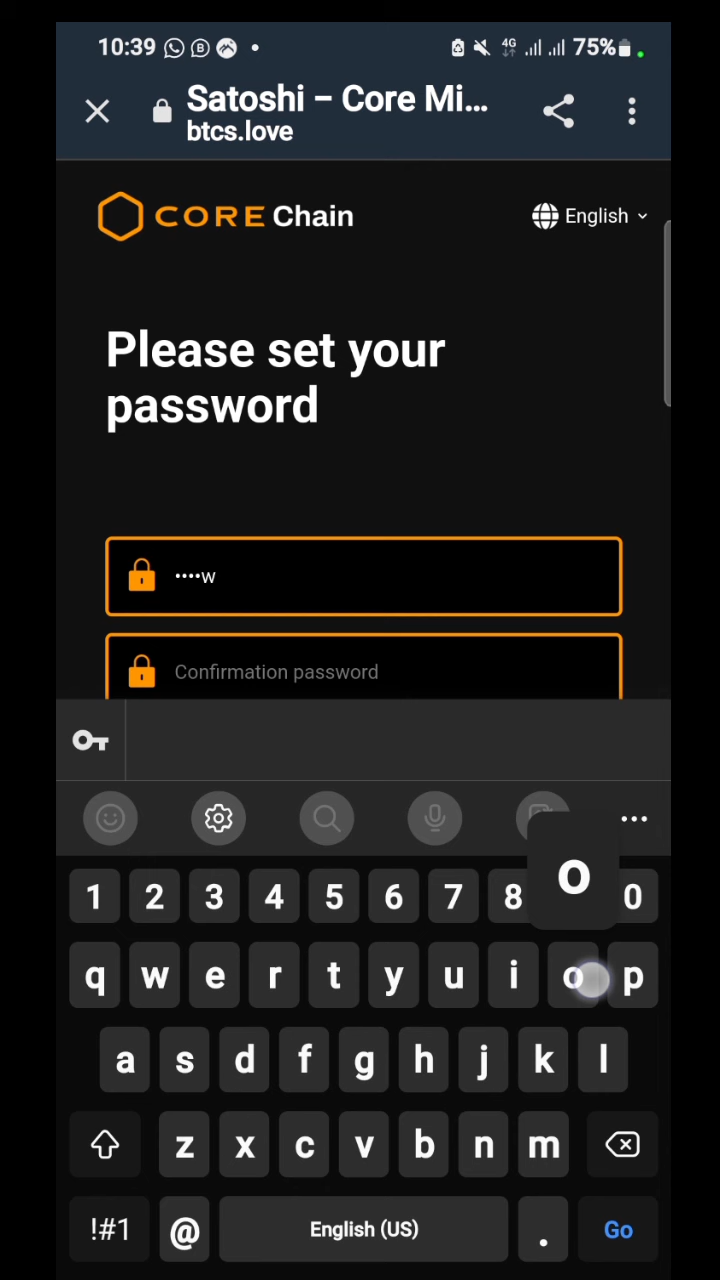 10:39 4G 75%
Satoshi – Core Mi...
btcs.love
CORE Chain English
Please set your
password
••••w
Confirmation password
o
1 2 3 4 5 6 7 8 0
q w e r t y u i o p
a s d f g h j k l
z x c v b n m
!#1 @ English (US) . Go